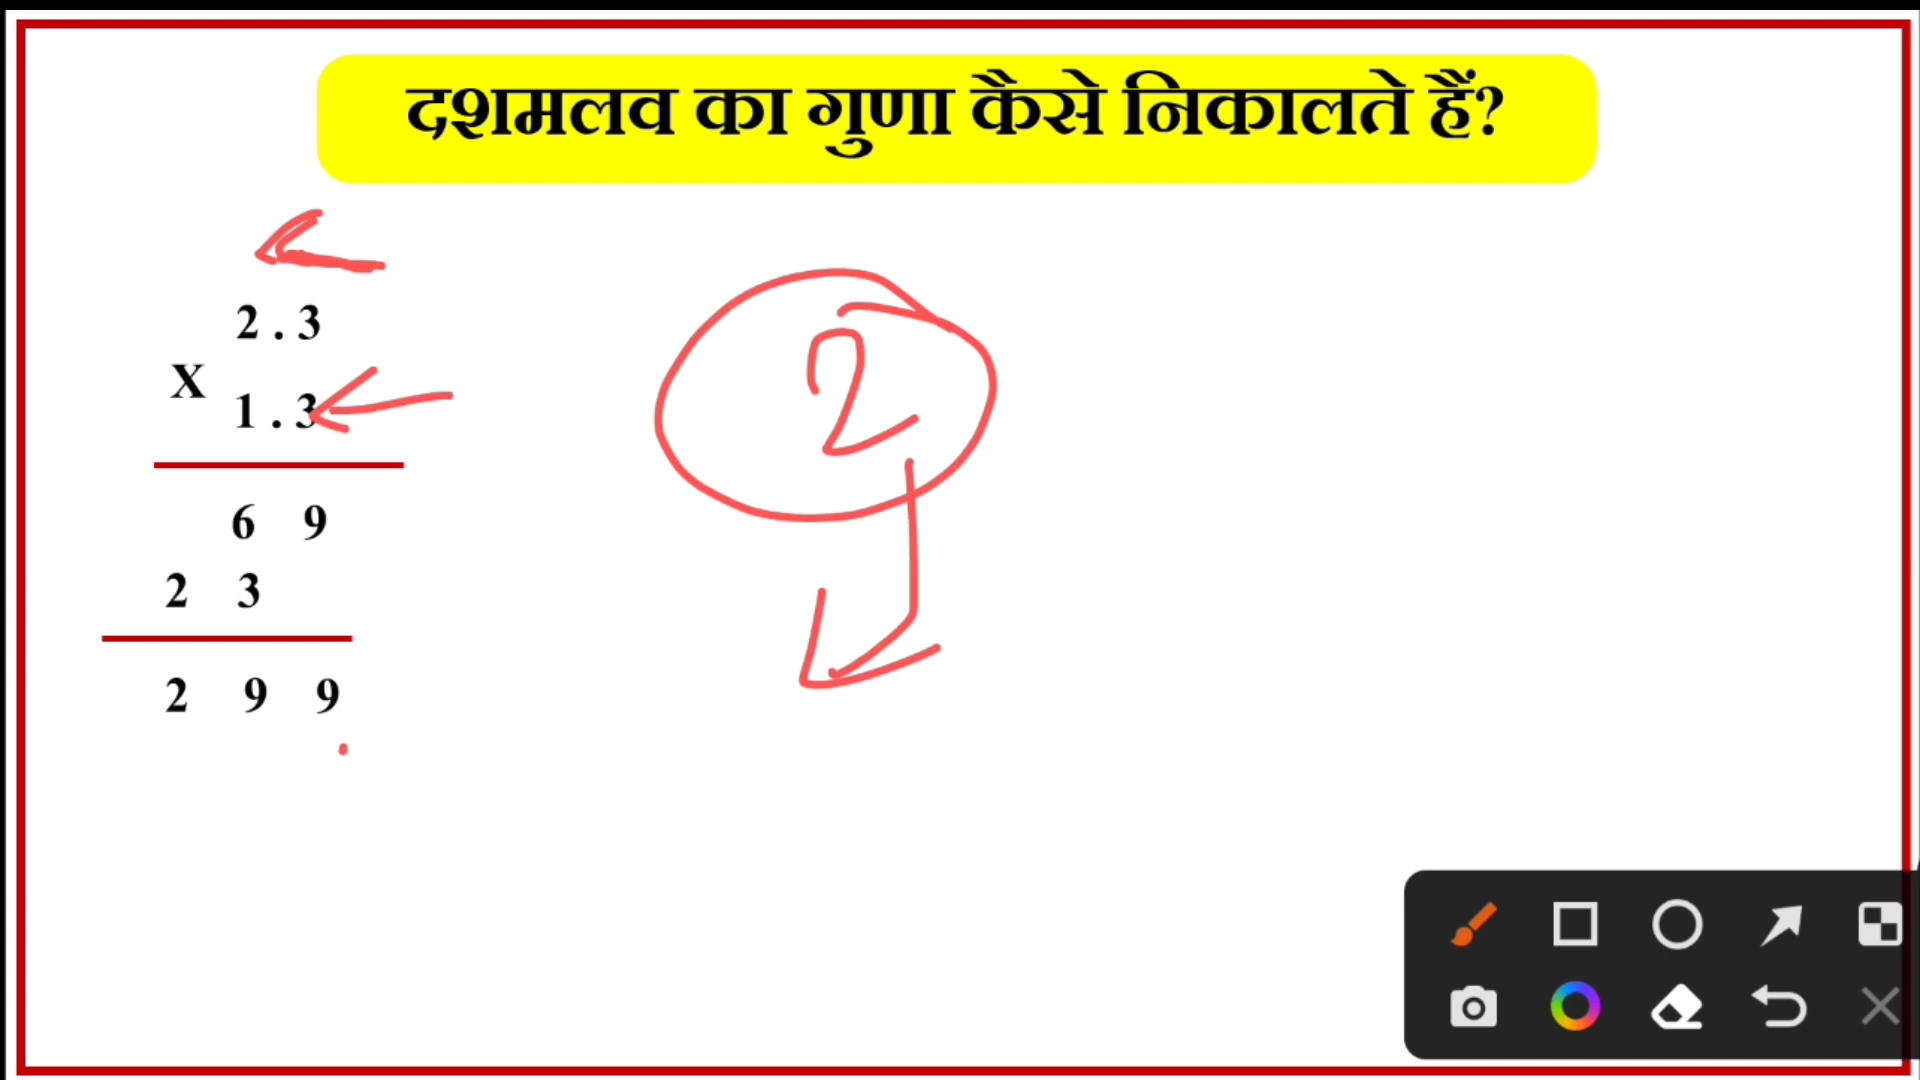 दशमलव का गुणा कैसे निकालते हैं?
2 . 3
X 1 . 3
6 9
2 3
2 9 9
2